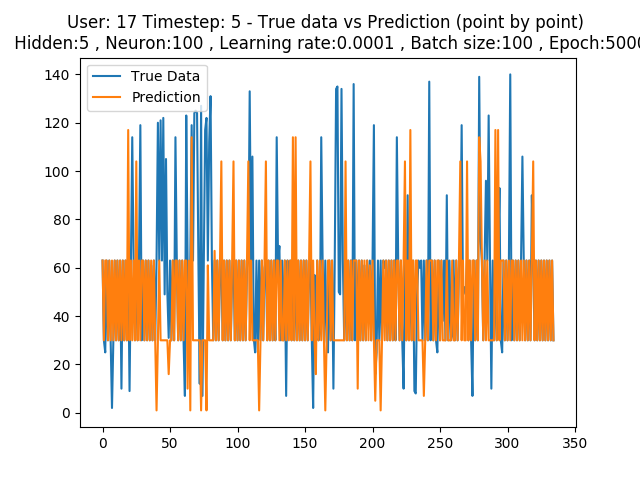 User: 17 Timestep: 5 - True data vs Prediction (point by point)
Hidden:5 , Neuron:100 , Learning rate:0.0001 , Batch size:100 , Epoch:5000
True Data
Prediction
140
120
100
80
60
40
20
0
0 50 100 150 200 250 300 350